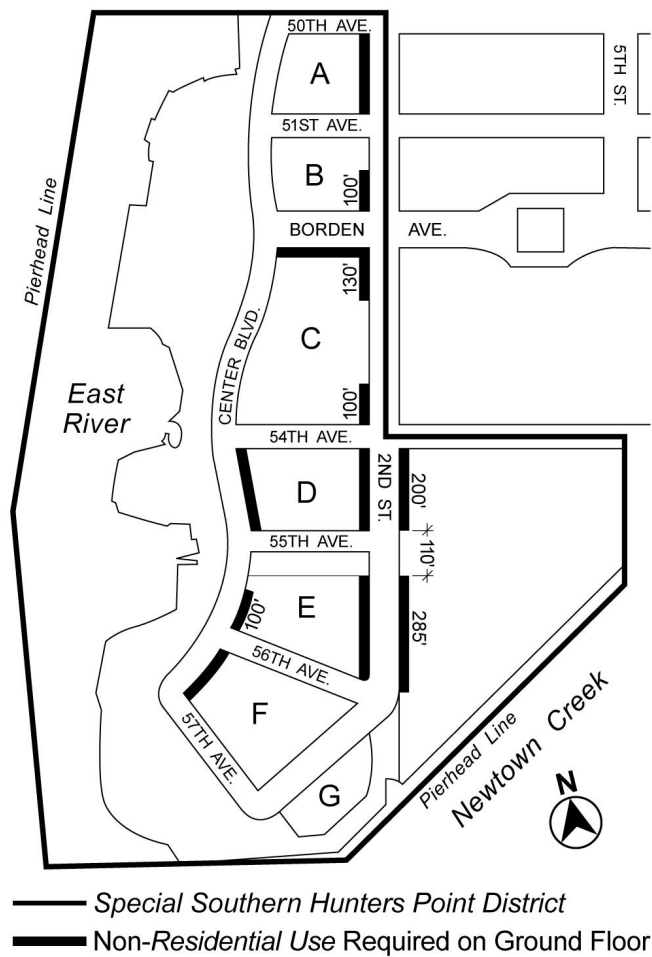 50TH AVE.
A
5TH ST.
51ST AVE.
B
100'
BORDEN AVE.
Pierhead Line
130'
C
CENTER BLVD.
100'
East
River
54TH AVE.
2ND ST.
D
200'
55TH AVE.
110'
E
100'
285'
56TH AVE.
F
57TH AVE.
G
Pierhead Line
Newtown Creek
N
Special Southern Hunters Point District
Non-Residential Use Required on Ground Floor